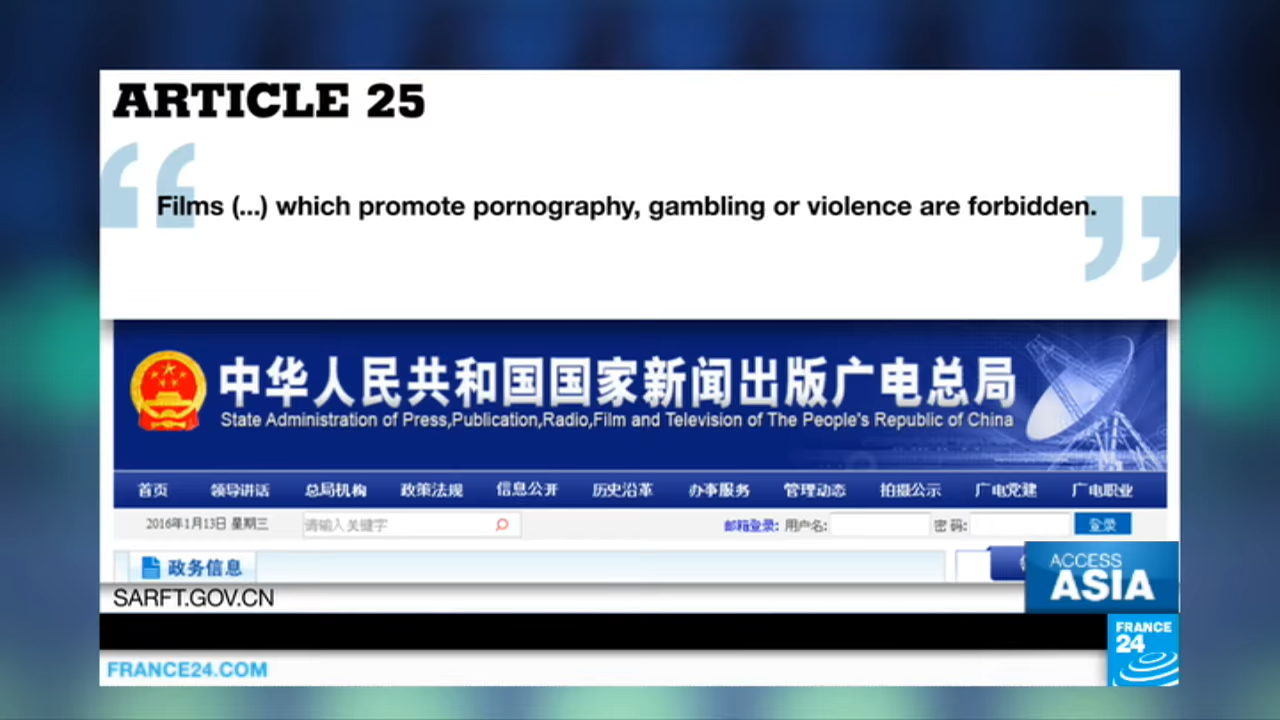 ARTICLE 25
“ Films (...) which promote pornography, gambling or violence are forbidden. ”
中华人民共和国国家新闻出版广电总局
State Administration of Press,Publication,Radio,Film and Television of The People's Republic of China
首页 领导讲话 总局机构 政策法规 信息公开 历史沿革 办事服务 管理动态 拍摄公示 广电党建 广电职业
2016年1月13日 星期三 请输入关键字 邮箱登录: 用户名: 密码: 登录
政务信息
ACCESS
ASIA
SARFT.GOV.CN
FRANCE
24
FRANCE24.COM